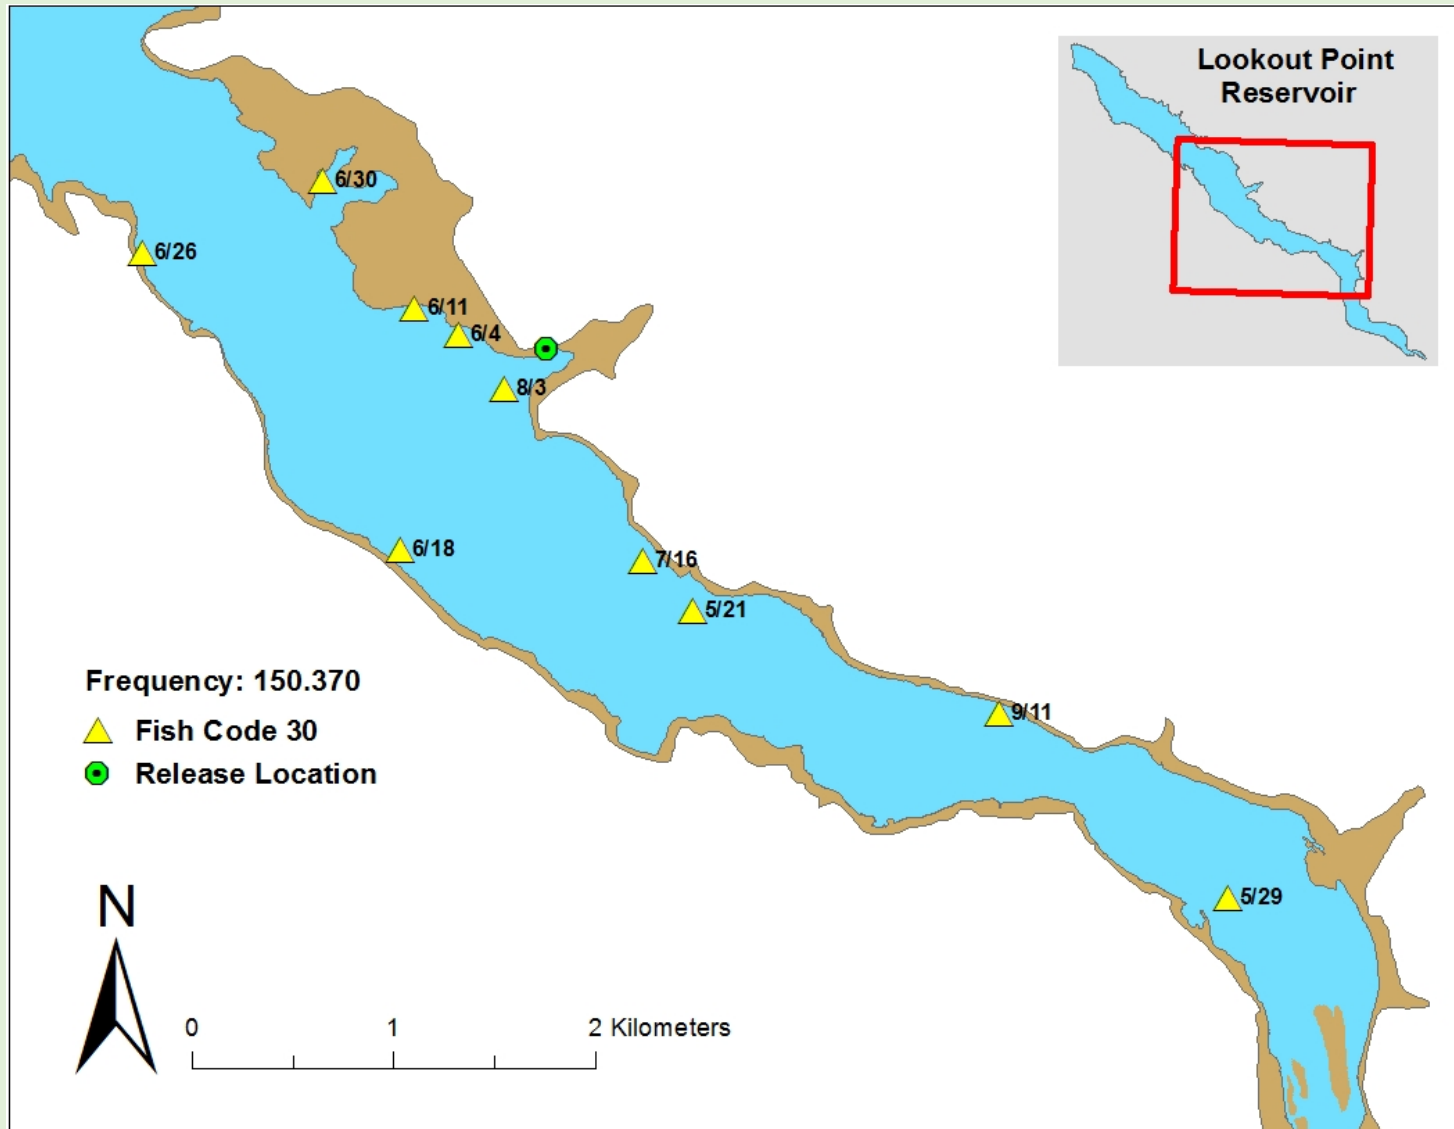 Lookout Point
Reservoir
6/30
6/26
6/11
6/4
8/3
6/18
7/16
5/21
9/11
5/29
Frequency: 150.370
Fish Code 30
Release Location
N
0 1 2 Kilometers